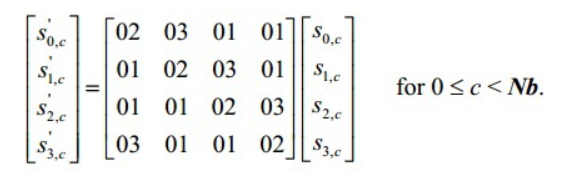 s'0,c 02 03 01 01 s0,c
s'1,c = 01 02 03 01 s1,c for 0 ≤ c < Nb.
s'2,c 01 01 02 03 s2,c
s'3,c 03 01 01 02 s3,c